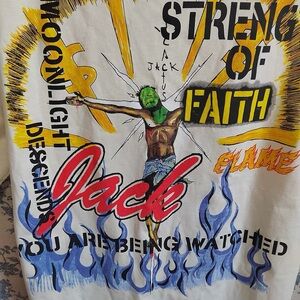 MOONLIGHT
DESCENDS
STRENG
OF
FAITH
CACTUS
JACK
FLAME
Jack
YOU ARE BEING WATCHED